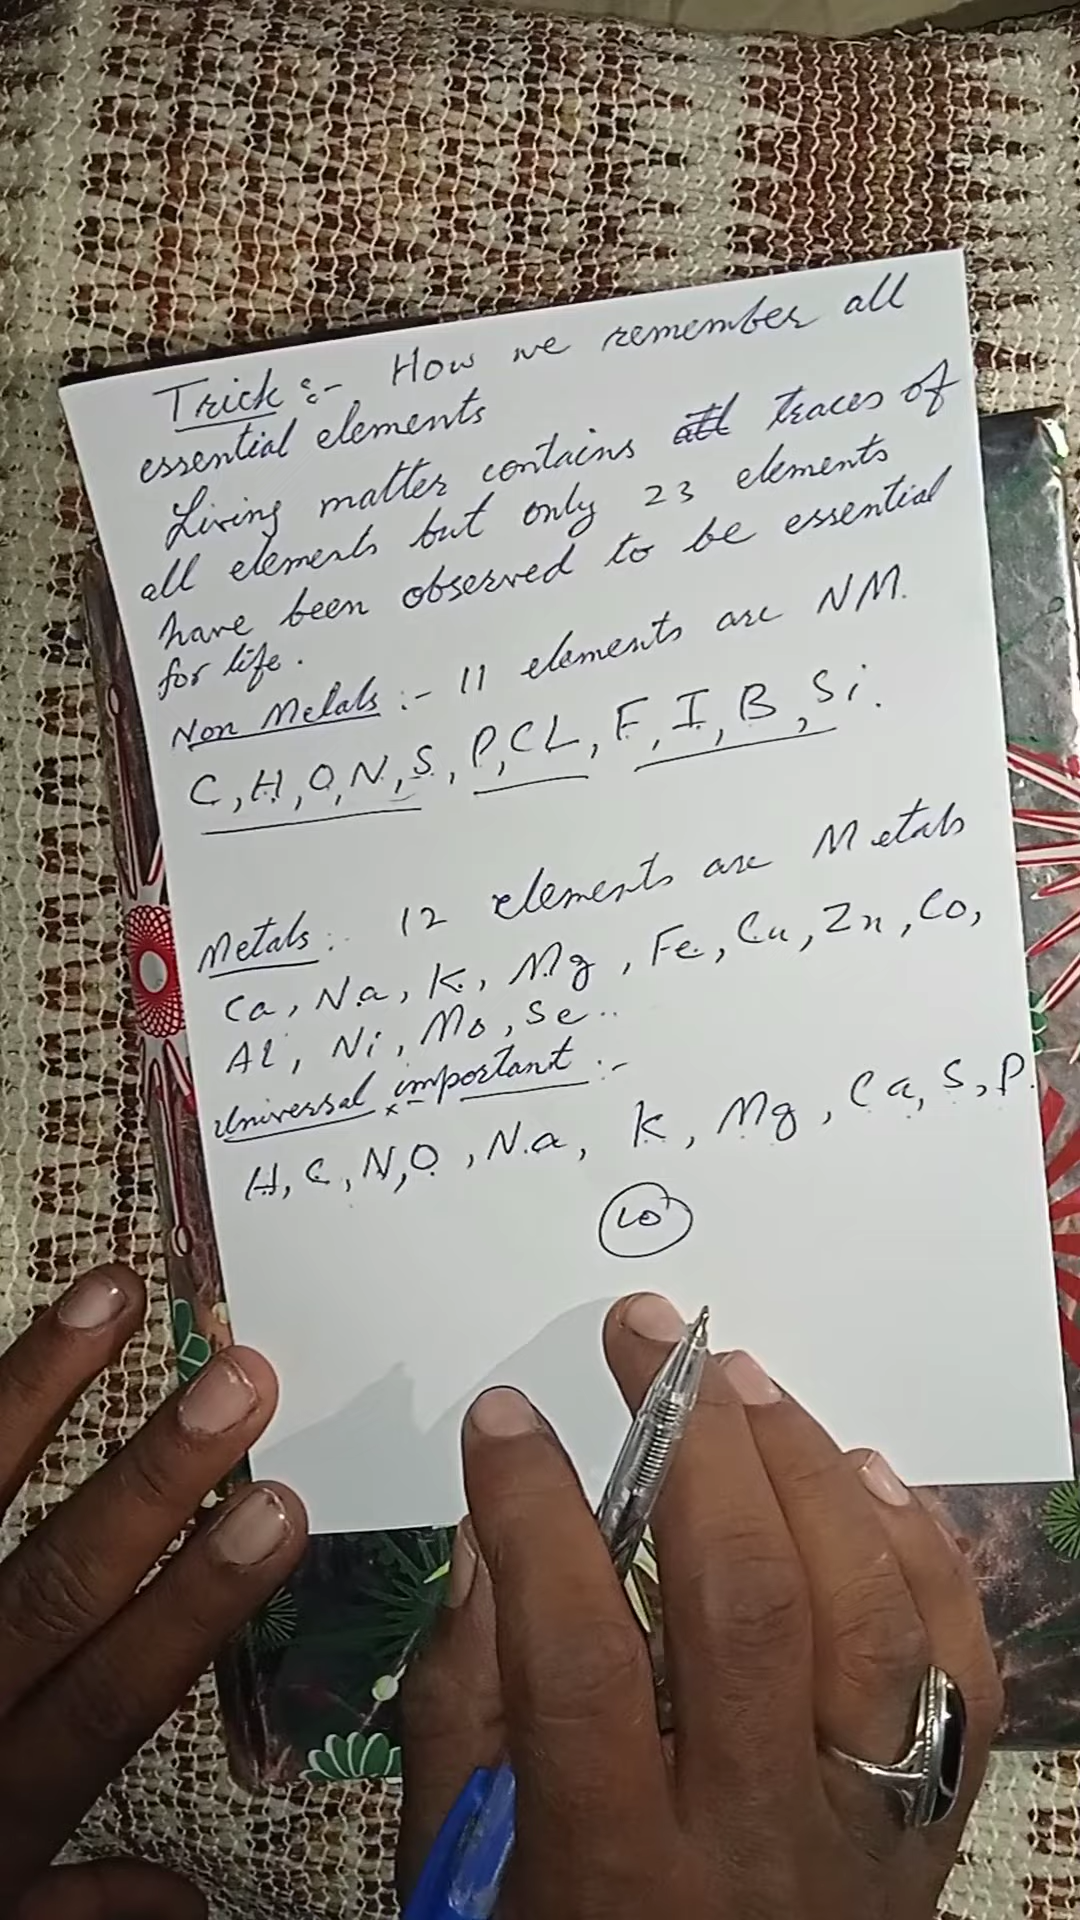 Trick :- How we remember all
essential elements
Living matter contains all traces of
all elements but only 23 elements
have been observed to be essential
for life.
Non Metals :- 11 elements are NM.
C, H, O, N, S, P, CL, F, I, B, Si.
Metals : 12 elements are Metals
Ca, Na, K, Mg, Fe, Cu, Zn, Co,
Al, Ni, Mo, Se..
Universal important :-
H, C, N, O, Na, K, Mg, Ca, S, P.
10